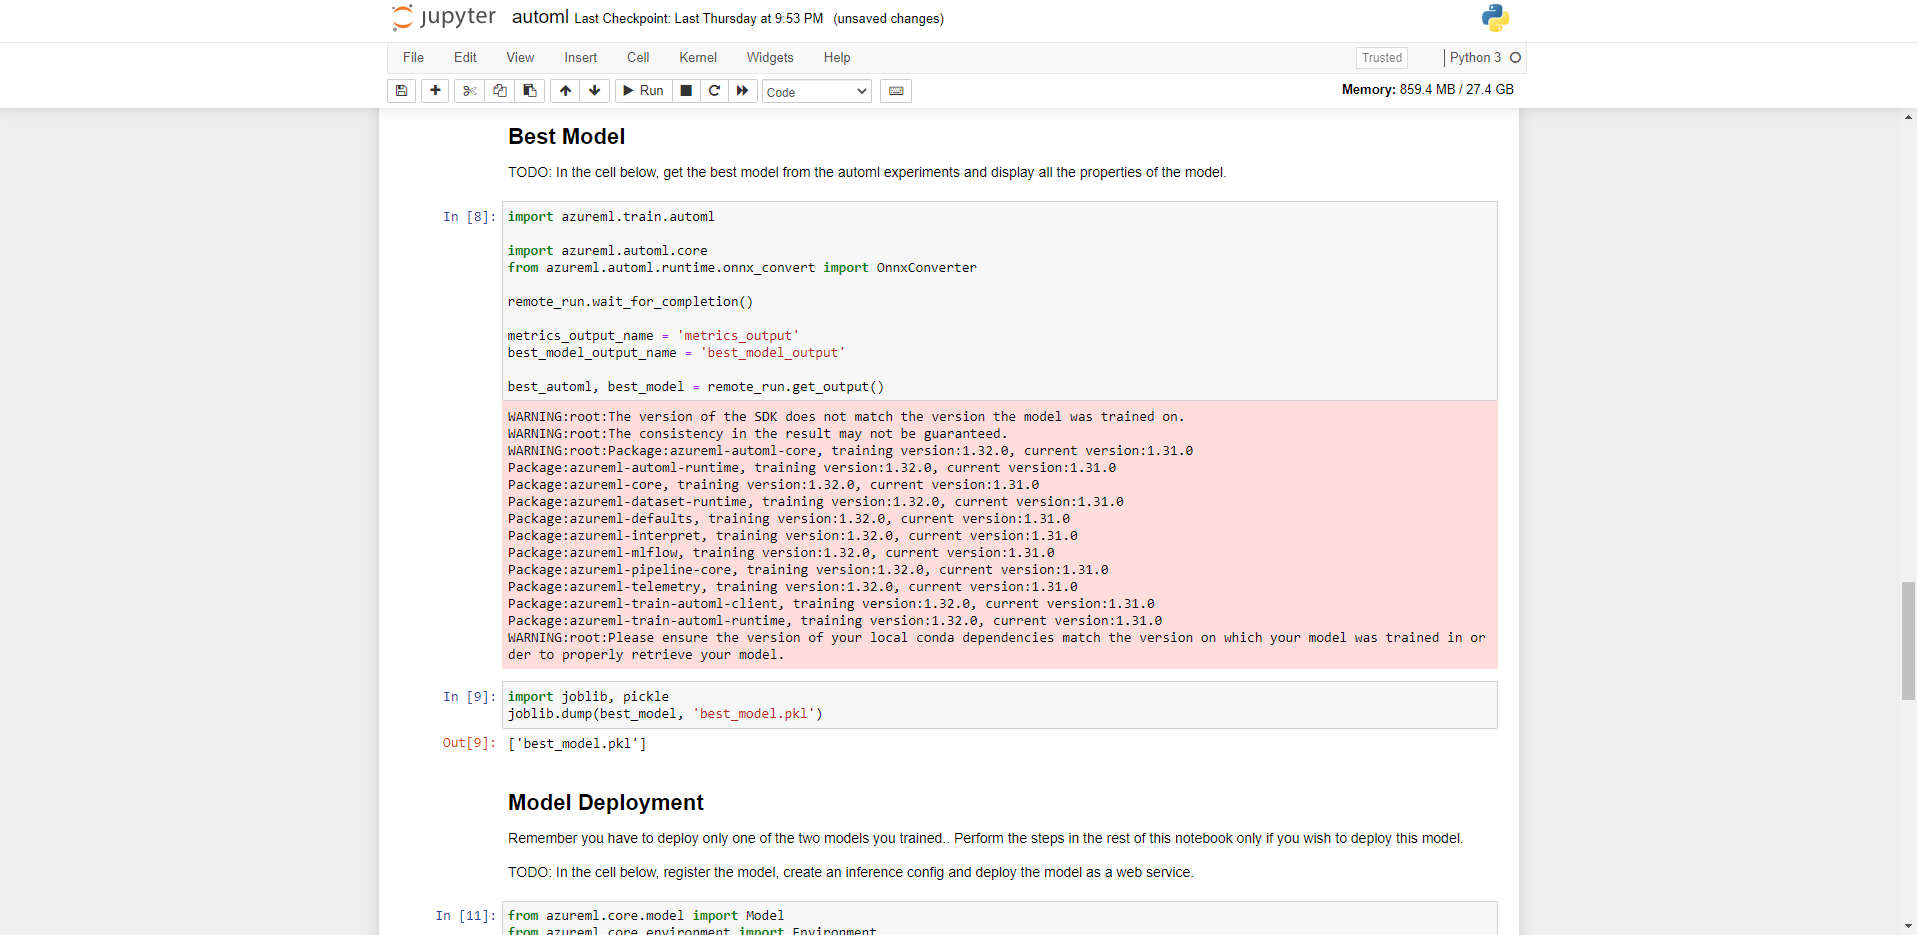 jupyter automl Last Checkpoint: Last Thursday at 9:53 PM (unsaved changes)
File Edit View Insert Cell Kernel Widgets Help Trusted Python 3
Run Code Memory: 859.4 MB / 27.4 GB
Best Model
TODO: In the cell below, get the best model from the automl experiments and display all the properties of the model.
In [8]: import azureml.train.automl
import azureml.automl.core
from azureml.automl.runtime.onnx_convert import OnnxConverter
remote_run.wait_for_completion()
metrics_output_name = 'metrics_output'
best_model_output_name = 'best_model_output'
best_automl, best_model = remote_run.get_output()
WARNING:root:The version of the SDK does not match the version the model was trained on.
WARNING:root:The consistency in the result may not be guaranteed.
WARNING:root:Package:azureml-automl-core, training version:1.32.0, current version:1.31.0
Package:azureml-automl-runtime, training version:1.32.0, current version:1.31.0
Package:azureml-core, training version:1.32.0, current version:1.31.0
Package:azureml-dataset-runtime, training version:1.32.0, current version:1.31.0
Package:azureml-defaults, training version:1.32.0, current version:1.31.0
Package:azureml-interpret, training version:1.32.0, current version:1.31.0
Package:azureml-mlflow, training version:1.32.0, current version:1.31.0
Package:azureml-pipeline-core, training version:1.32.0, current version:1.31.0
Package:azureml-telemetry, training version:1.32.0, current version:1.31.0
Package:azureml-train-automl-client, training version:1.32.0, current version:1.31.0
Package:azureml-train-automl-runtime, training version:1.32.0, current version:1.31.0
WARNING:root:Please ensure the version of your local conda dependencies match the version on which your model was trained in or
der to properly retrieve your model.
In [9]: import joblib, pickle
joblib.dump(best_model, 'best_model.pkl')
Out[9]: ['best_model.pkl']
Model Deployment
Remember you have to deploy only one of the two models you trained.. Perform the steps in the rest of this notebook only if you wish to deploy this model.
TODO: In the cell below, register the model, create an inference config and deploy the model as a web service.
In [11]: from azureml.core.model import Model
from azureml.core.environment import Environment